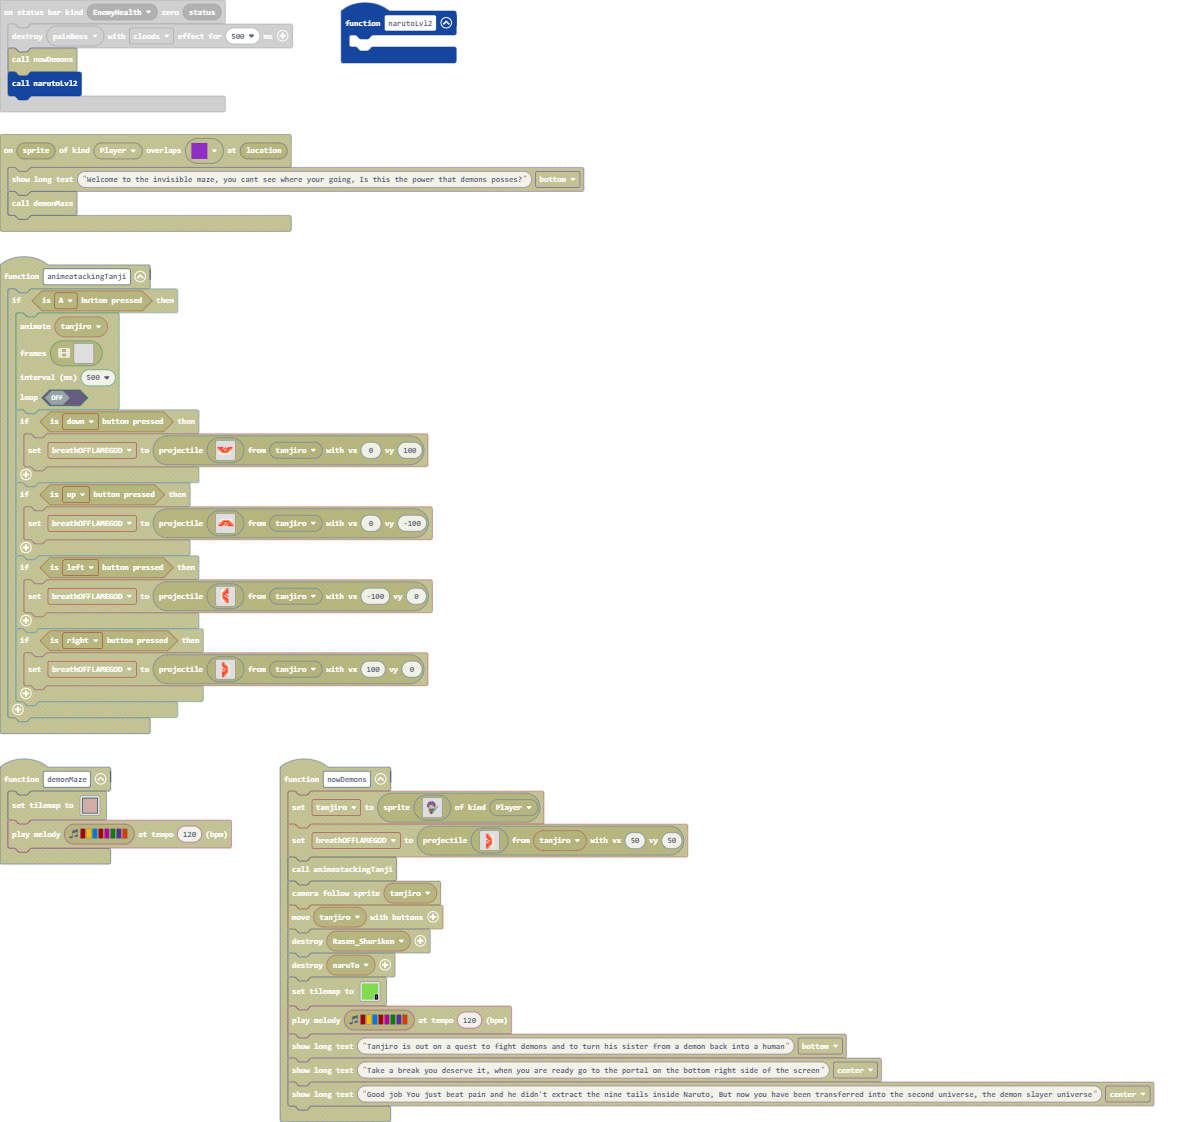 on status bar kind EnemyHealth zero status
destroy painBoss with clouds effect for 500 ms
call nowDemons
call narutoLvl2
function narutoLvl2
on sprite of kind Player overlaps at location
show long text "Welcome to the invisible maze, you cant see where your going, Is this the power that demons posses?" bottom
call demonMaze
function animeatackingTanji
if is A button pressed then
animate tanjiro
frames
interval (ms) 500
loop OFF
if is down button pressed then
set breathOFFLAMEGOD to projectile from tanjiro with vx 0 vy 100
if is up button pressed then
set breathOFFLAMEGOD to projectile from tanjiro with vx 0 vy -100
if is left button pressed then
set breathOFFLAMEGOD to projectile from tanjiro with vx -100 vy 0
if is right button pressed then
set breathOFFLAMEGOD to projectile from tanjiro with vx 100 vy 0
function demonMaze
set tilemap to
play melody at tempo 120 (bpm)
function nowDemons
set tanjiro to sprite of kind Player
set breathOFFLAMEGOD to projectile from tanjiro with vx 50 vy 50
call animeatackingTanji
camera follow sprite tanjiro
move tanjiro with buttons
destroy Rasen_Shuriken
destroy naruTo
set tilemap to
play melody at tempo 120 (bpm)
show long text "Tanjiro is out on a quest to fight demons and to turn his sister from a demon back into a human" bottom
show long text "Take a break you deserve it, when you are ready go to the portal on the bottom right side of the screen" center
show long text "Good job You just beat pain and he didn't extract the nine tails inside Naruto, But now you have been transferred into the second universe, the demon slayer universe" center